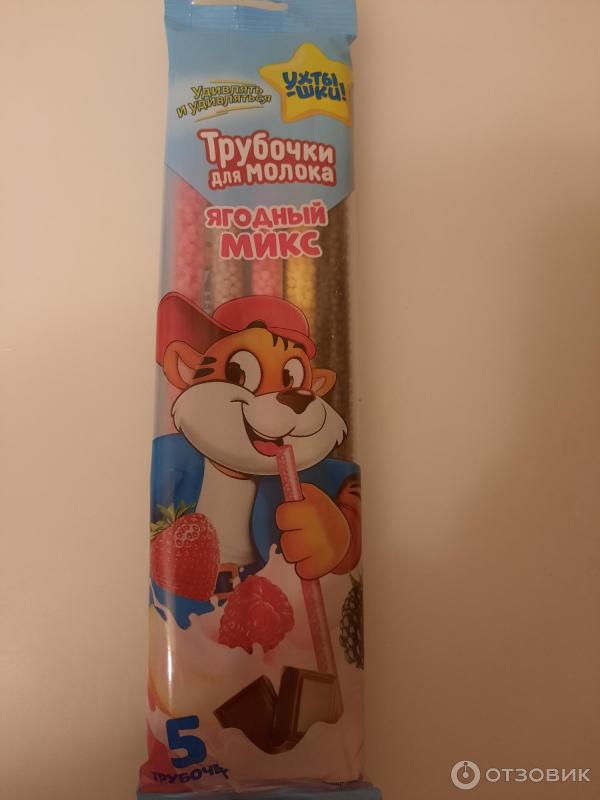 УХТЫ
-ШКИ!
Удивлять
и удивляться
Трубочки
для молока
ЯГОДНЫЙ
МИКС
5
ТРУБОЧЕК
ОТЗОВИК